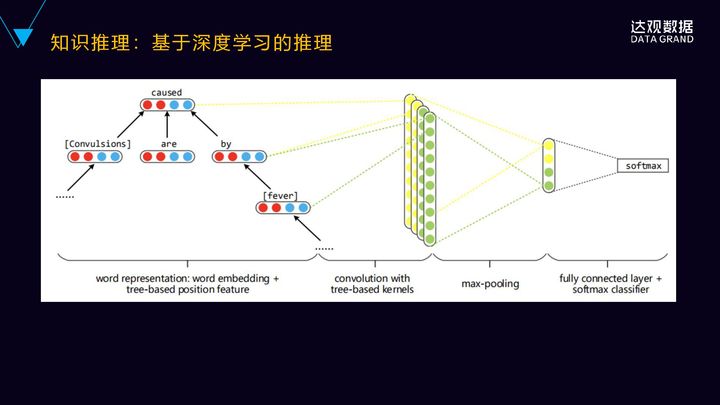 知识推理：基于深度学习的推理
达观数据
DATA GRAND
caused
[Convulsions]
are
by
[fever]
......
......
softmax
word representation: word embedding +
tree-based position feature
convolution with
tree-based kernels
max-pooling
fully connected layer +
softmax classifier